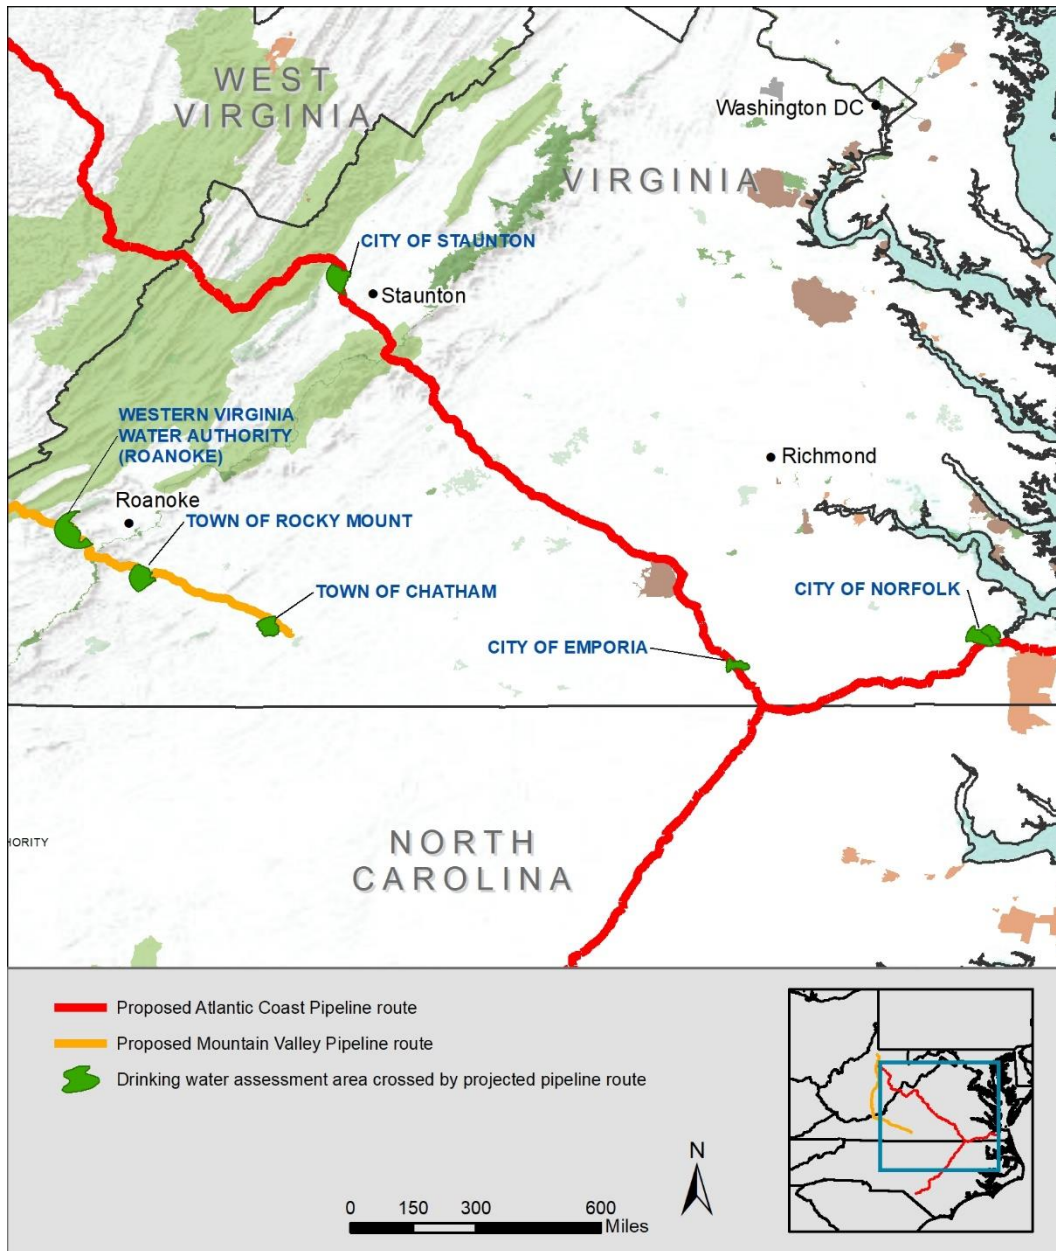 WEST
VIRGINIA
Washington DC
VIRGINIA
CITY OF STAUNTON
Staunton
WESTERN VIRGINIA
WATER AUTHORITY
(ROANOKE)
Richmond
Roanoke
TOWN OF ROCKY MOUNT
TOWN OF CHATHAM
CITY OF NORFOLK
CITY OF EMPORIA
HORITY
NORTH
CAROLINA
Proposed Atlantic Coast Pipeline route
Proposed Mountain Valley Pipeline route
Drinking water assessment area crossed by projected pipeline route
N
0 150 300 600
Miles